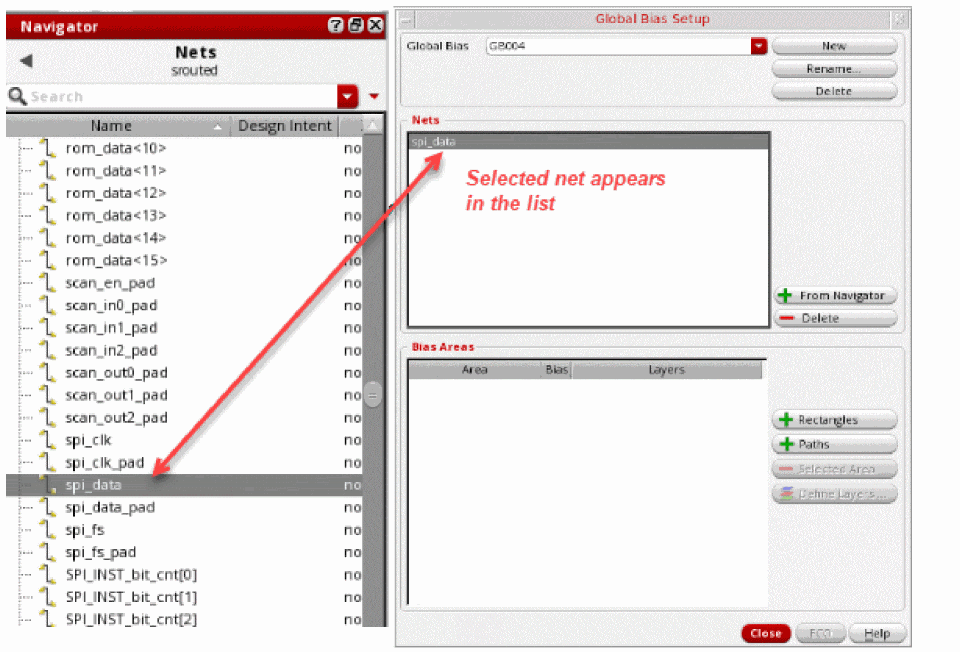 Navigator
Nets
srouted
Search
Name Design Intent
rom_data<10> no
rom_data<11> no
rom_data<12> no
rom_data<13> no
rom_data<14> no
rom_data<15> no
scan_en_pad no
scan_in0_pad no
scan_in1_pad no
scan_in2_pad no
scan_out0_pad no
scan_out1_pad no
scan_out2_pad no
spi_clk no
spi_clk_pad no
spi_data no
spi_data_pad no
spi_fs no
spi_fs_pad no
SPI_INST_bit_cnt[0] no
SPI_INST_bit_cnt[1] no
SPI_INST_bit_cnt[2] no
Global Bias Setup
Global Bias GB004 New
Rename...
Delete
Nets
spi_data
Selected net appears
in the list
From Navigator
Delete
Bias Areas
Area Bias Layers
Rectangles
Paths
Selected Area
Define Layers...
Close ECO Help